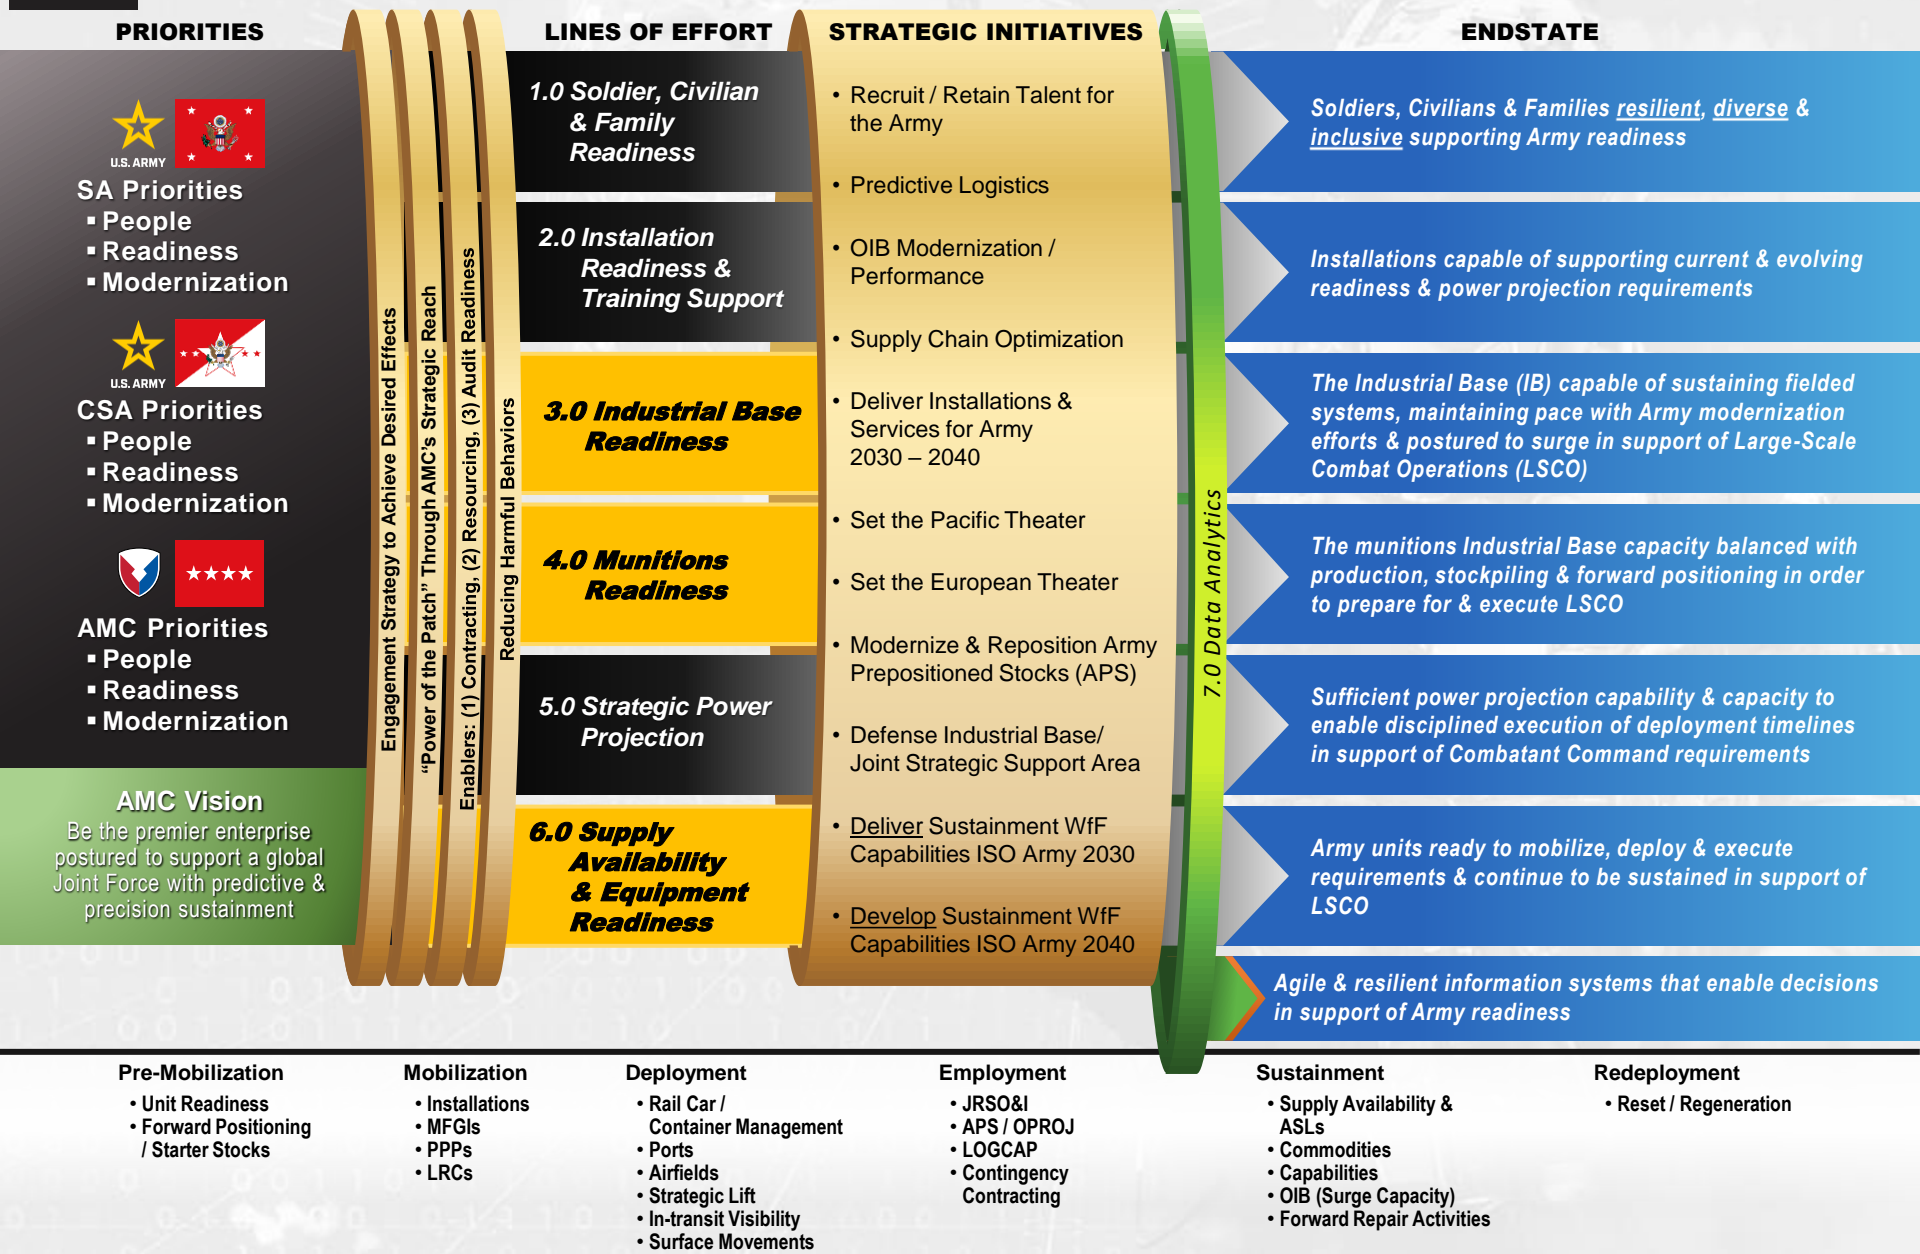 PRIORITIES
LINES OF EFFORT
STRATEGIC INITIATIVES
ENDSTATE
U.S. ARMY
SA Priorities
▪ People
▪ Readiness
▪ Modernization
U.S. ARMY
CSA Priorities
▪ People
▪ Readiness
▪ Modernization
AMC Priorities
▪ People
▪ Readiness
▪ Modernization
AMC Vision
Be the premier enterprise
postured to support a global
Joint Force with predictive &
precision sustainment
Engagement Strategy to Achieve Desired Effects
“Power of the Patch” Through AMC’s Strategic Reach
Enablers: (1) Contracting, (2) Resourcing, (3) Audit Readiness
Reducing Harmful Behaviors
1.0 Soldier, Civilian
& Family
Readiness
2.0 Installation
Readiness &
Training Support
3.0 Industrial Base
Readiness
4.0 Munitions
Readiness
5.0 Strategic Power
Projection
6.0 Supply
Availability
& Equipment
Readiness
• Recruit / Retain Talent for
the Army
• Predictive Logistics
• OIB Modernization /
Performance
• Supply Chain Optimization
• Deliver Installations &
Services for Army
2030 – 2040
• Set the Pacific Theater
• Set the European Theater
• Modernize & Reposition Army
Prepositioned Stocks (APS)
• Defense Industrial Base/
Joint Strategic Support Area
• Deliver Sustainment WfF
Capabilities ISO Army 2030
• Develop Sustainment WfF
Capabilities ISO Army 2040
7.0 Data Analytics
Soldiers, Civilians & Families resilient, diverse &
inclusive supporting Army readiness
Installations capable of supporting current & evolving
readiness & power projection requirements
The Industrial Base (IB) capable of sustaining fielded
systems, maintaining pace with Army modernization
efforts & postured to surge in support of Large-Scale
Combat Operations (LSCO)
The munitions Industrial Base capacity balanced with
production, stockpiling & forward positioning in order
to prepare for & execute LSCO
Sufficient power projection capability & capacity to
enable disciplined execution of deployment timelines
in support of Combatant Command requirements
Army units ready to mobilize, deploy & execute
requirements & continue to be sustained in support of
LSCO
Agile & resilient information systems that enable decisions
in support of Army readiness
Pre-Mobilization
• Unit Readiness
• Forward Positioning
/ Starter Stocks
Mobilization
• Installations
• MFGIs
• PPPs
• LRCs
Deployment
• Rail Car /
Container Management
• Ports
• Airfields
• Strategic Lift
• In-transit Visibility
• Surface Movements
Employment
• JRSO&I
• APS / OPROJ
• LOGCAP
• Contingency
Contracting
Sustainment
• Supply Availability &
ASLs
• Commodities
• Capabilities
• OIB (Surge Capacity)
• Forward Repair Activities
Redeployment
• Reset / Regeneration